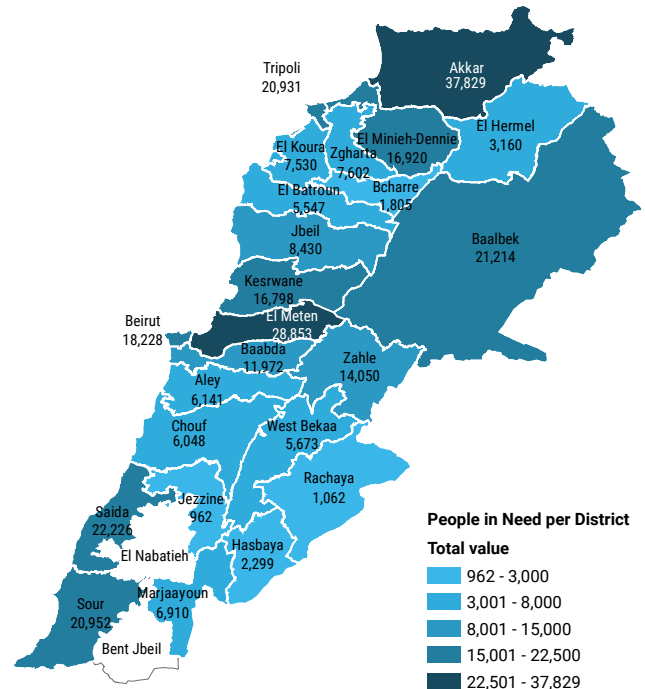 Tripoli
20,931
Akkar
37,829
El Hermel
3,160
El Minieh-Dennie
16,920
El Koura
7,530
Zgharta
7,602
Bcharre
1,805
El Batroun
5,547
Jbeil
8,430
Baalbek
21,214
Kesrwane
16,798
El Meten
28,853
Beirut
18,228
Baabda
11,972
Zahle
14,050
Aley
6,141
Chouf
6,048
West Bekaa
5,673
Rachaya
1,062
Jezzine
962
Saida
22,226
El Nabatieh
Hasbaya
2,299
Marjaayoun
6,910
Sour
20,952
Bent Jbeil
People in Need per District
Total value
962 - 3,000
3,001 - 8,000
8,001 - 15,000
15,001 - 22,500
22,501 - 37,829